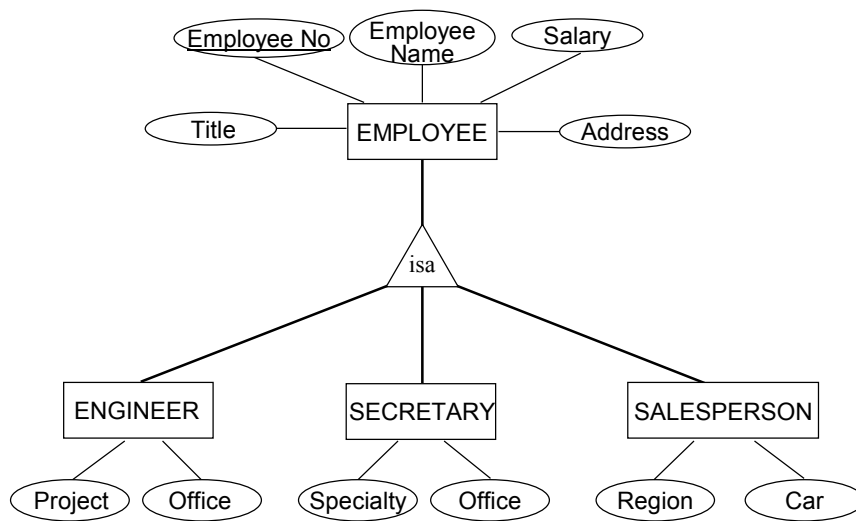 Employee No
Employee
Name
Salary
Title
EMPLOYEE
Address
isa
ENGINEER
SECRETARY
SALESPERSON
Project
Office
Specialty
Office
Region
Car